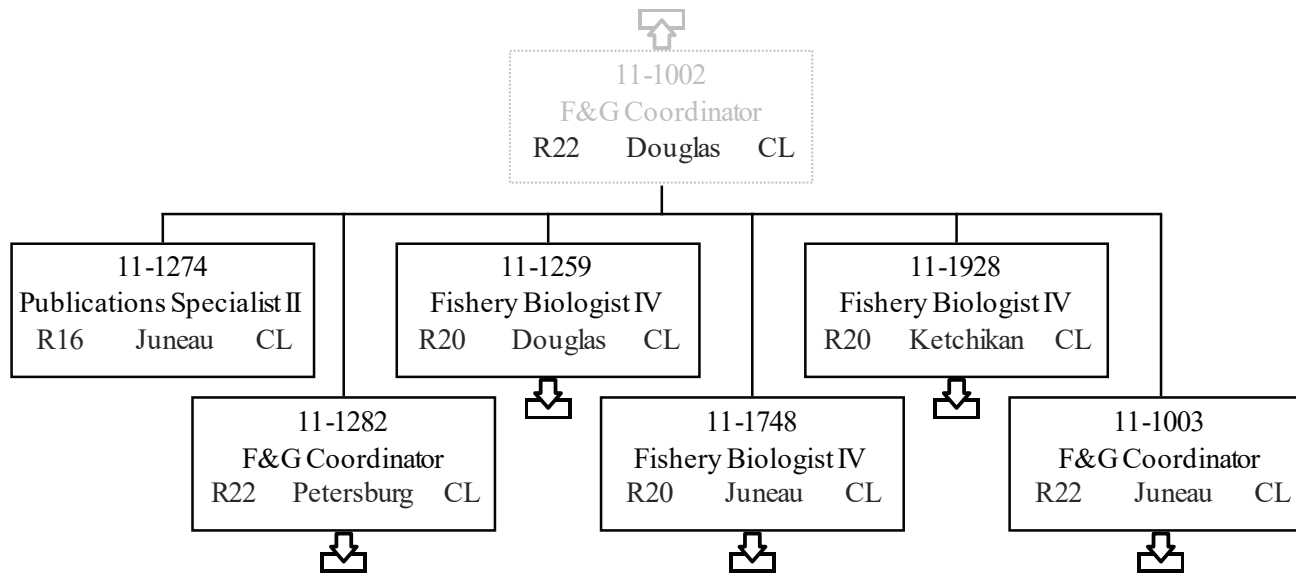 11-1002
F&G Coordinator
R22 Douglas CL
11-1274
Publications Specialist II
R16 Juneau CL
11-1259
Fishery Biologist IV
R20 Douglas CL
11-1928
Fishery Biologist IV
R20 Ketchikan CL
11-1282
F&G Coordinator
R22 Petersburg CL
11-1748
Fishery Biologist IV
R20 Juneau CL
11-1003
F&G Coordinator
R22 Juneau CL